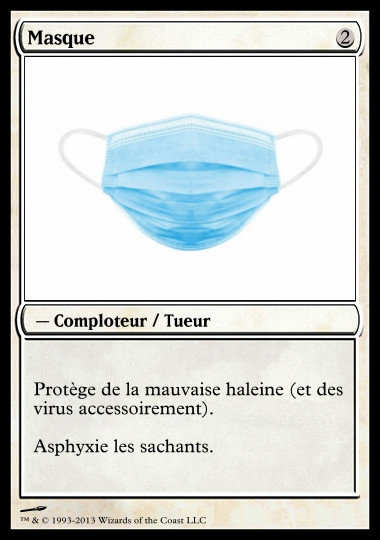 Masque 2
— Comploteur / Tueur
Protège de la mauvaise haleine (et des
virus accessoirement).
Asphyxie les sachants.
™ & © 1993-2013 Wizards of the Coast LLC